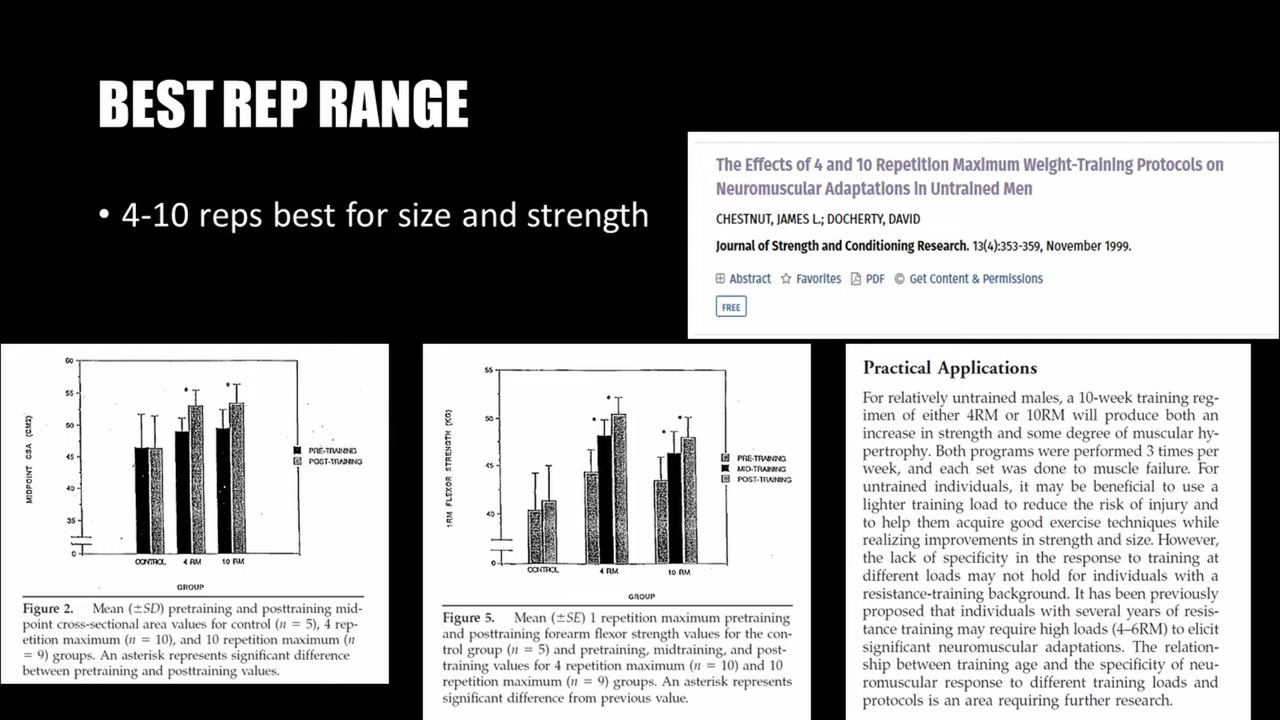 BEST REP RANGE
• 4-10 reps best for size and strength
The Effects of 4 and 10 Repetition Maximum Weight-Training Protocols on
Neuromuscular Adaptations in Untrained Men
CHESTNUT, JAMES L.; DOCHERTY, DAVID
Journal of Strength and Conditioning Research. 13(4):353-359, November 1999.
Abstract Favorites PDF © Get Content & Permissions
FREE
60
55
50
45
40
35
0
MIDPOINT CSA (CM2)
* *
PRE-TRAINING
POST-TRAINING
CONTROL 4 RM 10 RM
GROUP
Figure 2. Mean (±SD) pretraining and posttraining mid-
point cross-sectional area values for control (n = 5), 4 rep-
etition maximum (n = 10), and 10 repetition maximum (n
= 9) groups. An asterisk represents significant difference
between pretraining and posttraining values.
55
50
45
40
0
1RM FLEXOR STRENGTH (KG)
* * * *
PRE-TRAINING
MID-TRAINING
POST-TRAINING
CONTROL 4 RM 10 RM
GROUP
Figure 5. Mean (±SE) 1 repetition maximum pretraining
and posttraining forearm flexor strength values for the con-
trol group (n = 5) and pretraining, midtraining, and post-
training values for 4 repetition maximum (n = 10) and 10
repetition maximum (n = 9) groups. An asterisk represents
significant difference from previous value.
Practical Applications
For relatively untrained males, a 10-week training reg-
imen of either 4RM or 10RM will produce both an
increase in strength and some degree of muscular hy-
pertrophy. Both programs were performed 3 times per
week, and each set was done to muscle failure. For
untrained individuals, it may be beneficial to use a
lighter training load to reduce the risk of injury and
to help them acquire good exercise techniques while
realizing improvements in strength and size. However,
the lack of specificity in the response to training at
different loads may not hold for individuals with a
resistance-training background. It has been previously
proposed that individuals with several years of resis-
tance training may require high loads (4–6RM) to elicit
significant neuromuscular adaptations. The relation-
ship between training age and the specificity of neu-
romuscular response to different training loads and
protocols is an area requiring further research.